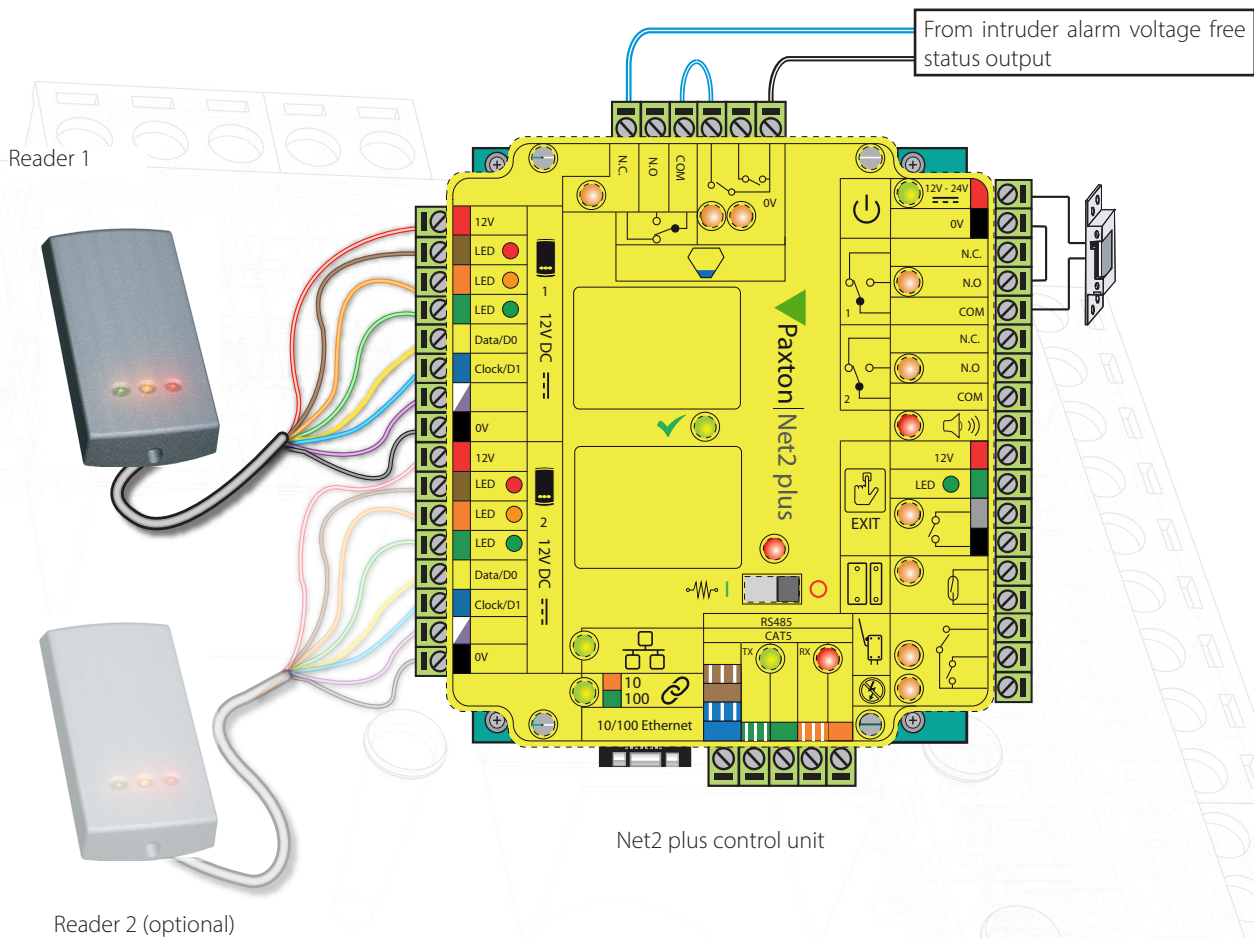 From intruder alarm voltage free
status output
Reader 1
N.C.
N.O
COM
0V
12V
LED
LED
LED
Data/D0
Clock/D1
0V
1
12V DC
12V
LED
LED
LED
Data/D0
Clock/D1
0V
2
12V DC
Paxton | Net2 plus
12V - 24V
0V
N.C.
N.O
COM
1
N.C.
N.O
COM
2
12V
LED
EXIT
RS485
CAT5
TX
RX
10
100
10/100 Ethernet
Net2 plus control unit
Reader 2 (optional)